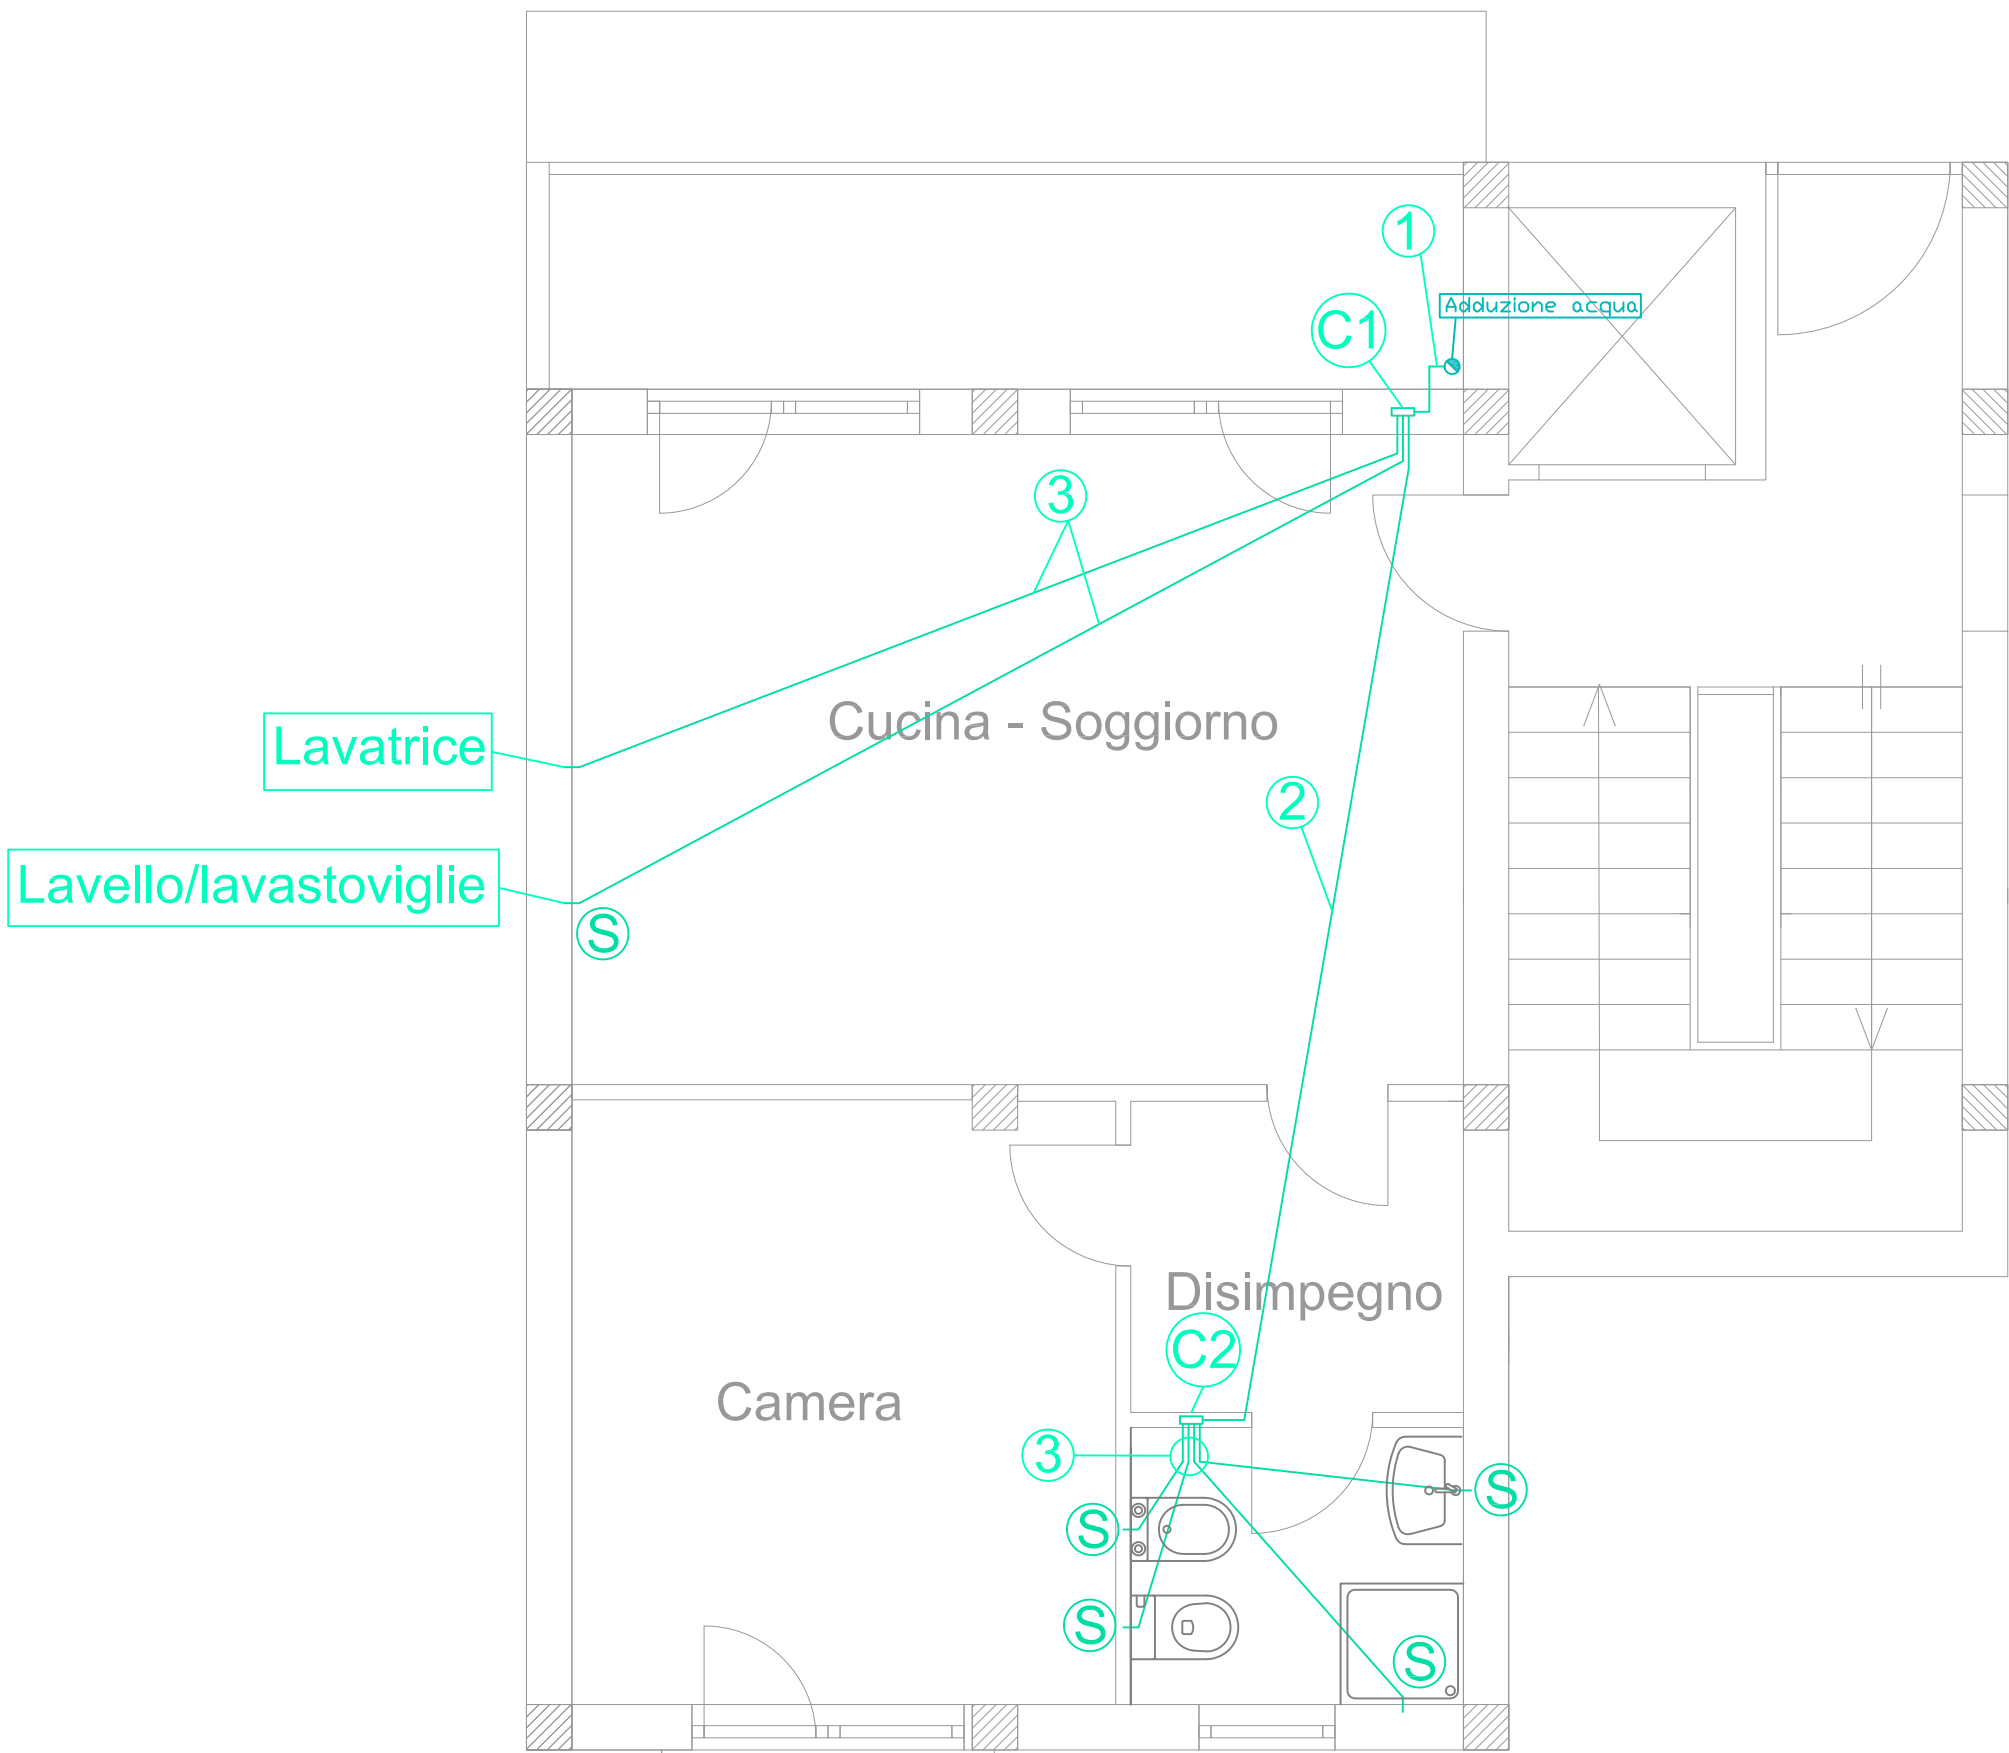 1
Adduzione acqua
C1
3
Cucina - Soggiorno
Lavatrice
2
Lavello/lavastoviglie
S
Disimpegno
C2
Camera
3
S
S
S
S